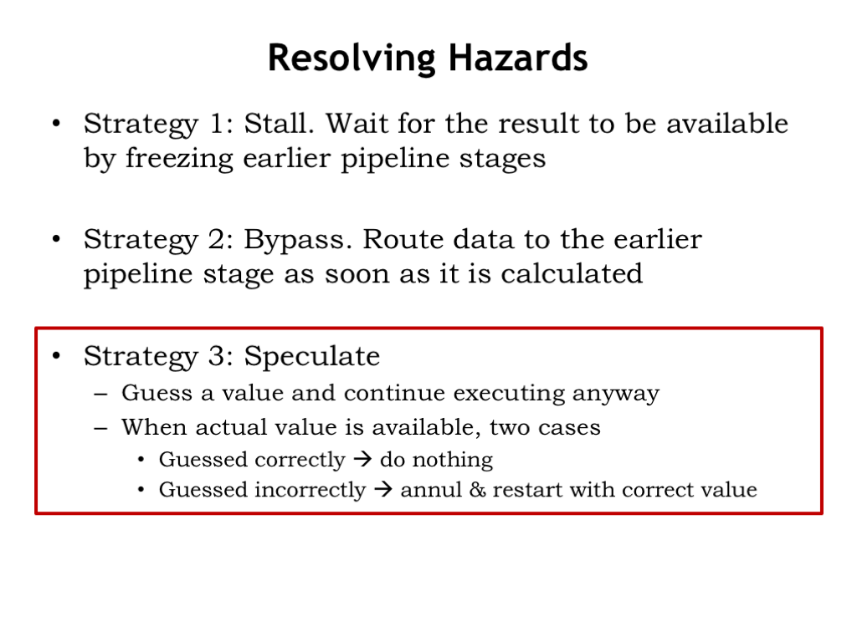 Resolving Hazards
• Strategy 1: Stall. Wait for the result to be available
by freezing earlier pipeline stages
• Strategy 2: Bypass. Route data to the earlier
pipeline stage as soon as it is calculated
• Strategy 3: Speculate
– Guess a value and continue executing anyway
– When actual value is available, two cases
• Guessed correctly → do nothing
• Guessed incorrectly → annul & restart with correct value